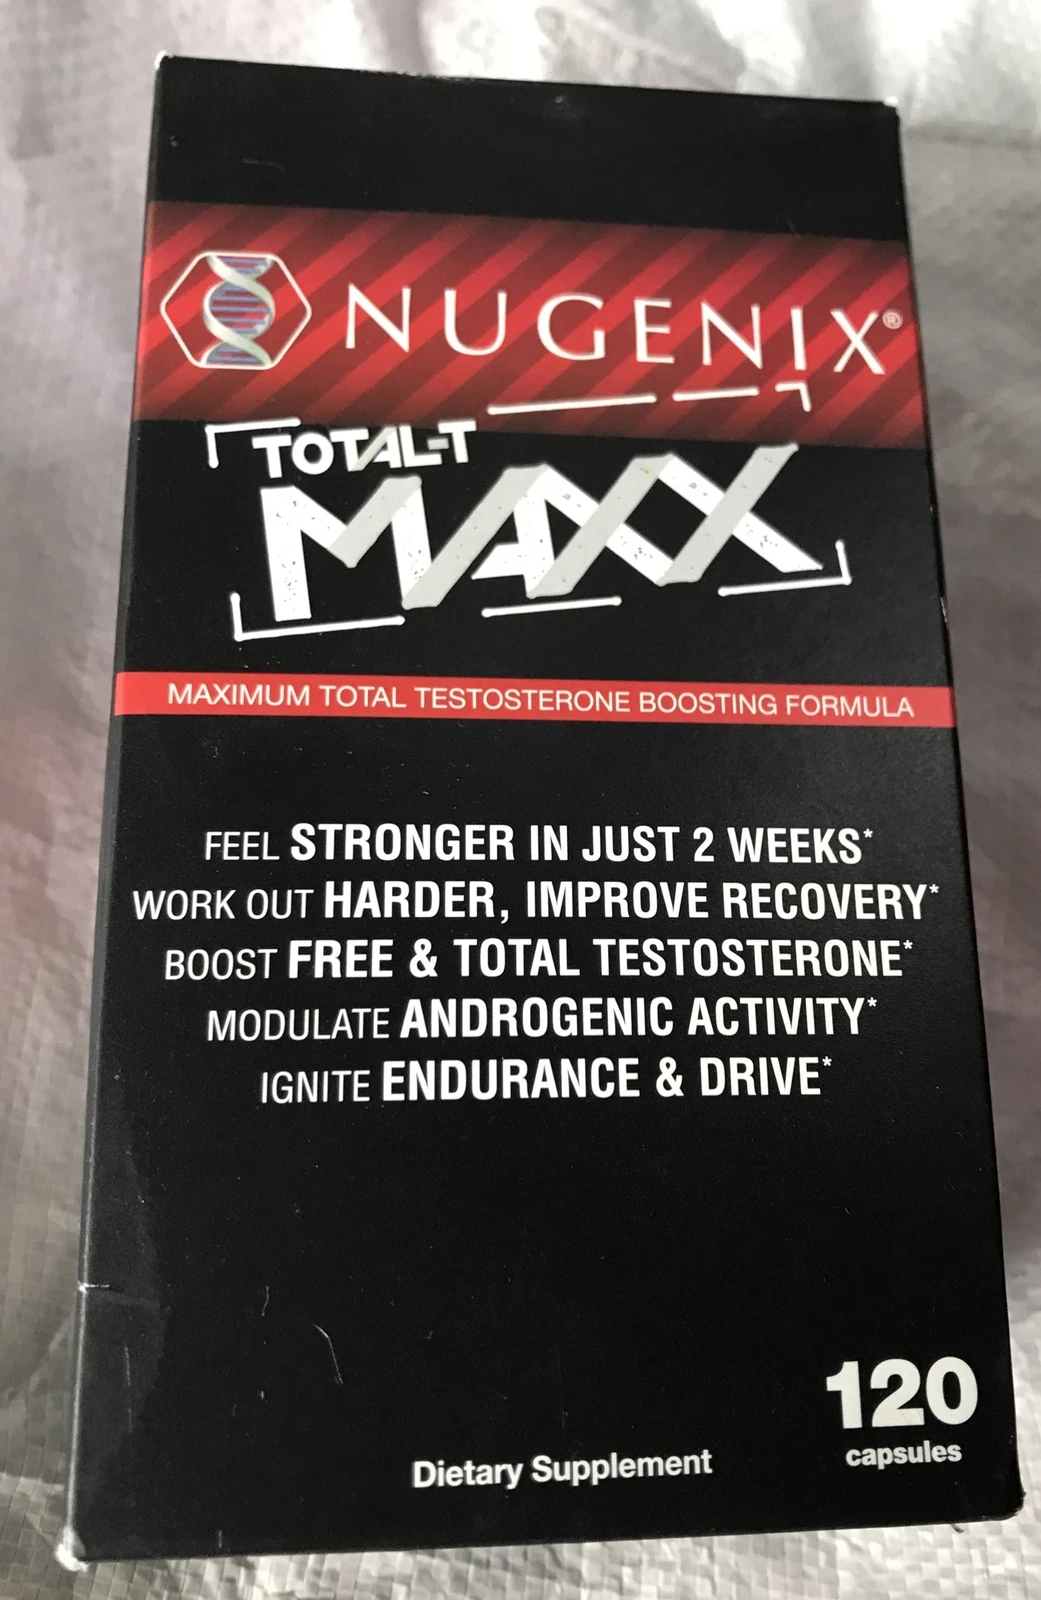 NUGENIX®
TOTAL-T
MAXX
MAXIMUM TOTAL TESTOSTERONE BOOSTING FORMULA
FEEL STRONGER IN JUST 2 WEEKS*
WORK OUT HARDER, IMPROVE RECOVERY*
BOOST FREE & TOTAL TESTOSTERONE*
MODULATE ANDROGENIC ACTIVITY*
IGNITE ENDURANCE & DRIVE*
120
capsules
Dietary Supplement